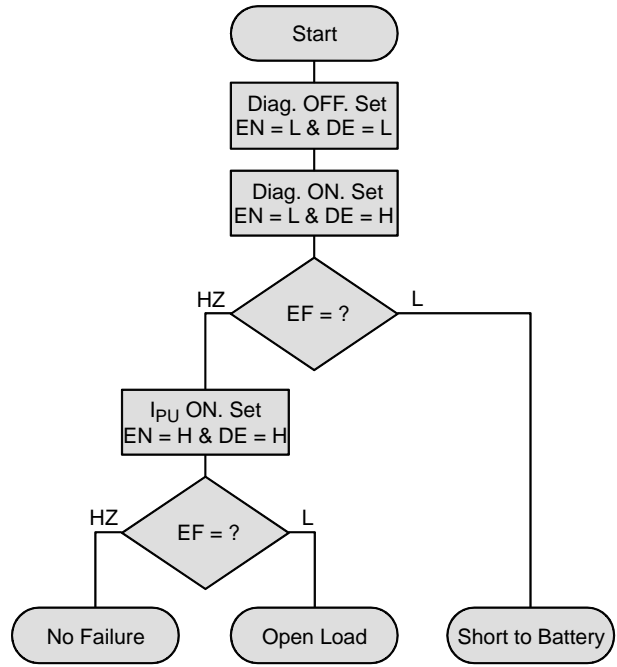 Start
Diag. OFF. Set
EN = L & DE = L
Diag. ON. Set
EN = L & DE = H
EF = ?
HZ
L
IPU ON. Set
EN = H & DE = H
EF = ?
HZ
L
No Failure
Open Load
Short to Battery